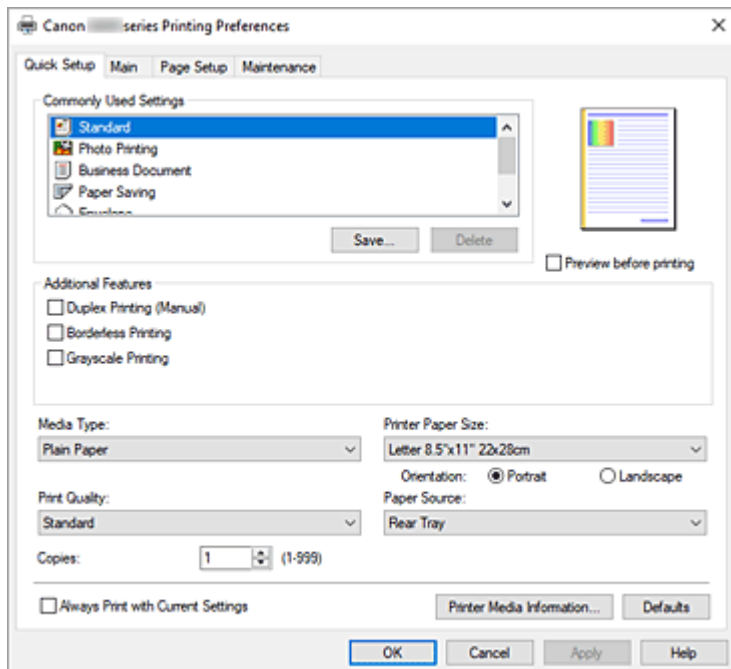 Canon series Printing Preferences
Quick Setup Main Page Setup Maintenance
Commonly Used Settings
Standard
Photo Printing
Business Document
Paper Saving
Envelope
Save... Delete
Preview before printing
Additional Features
Duplex Printing (Manual)
Borderless Printing
Grayscale Printing
Media Type: Printer Paper Size:
Plain Paper Letter 8.5"x11" 22x28cm
Orientation: Portrait Landscape
Print Quality: Paper Source:
Standard Rear Tray
Copies: 1 (1-999)
Always Print with Current Settings Printer Media Information... Defaults
OK Cancel Apply Help